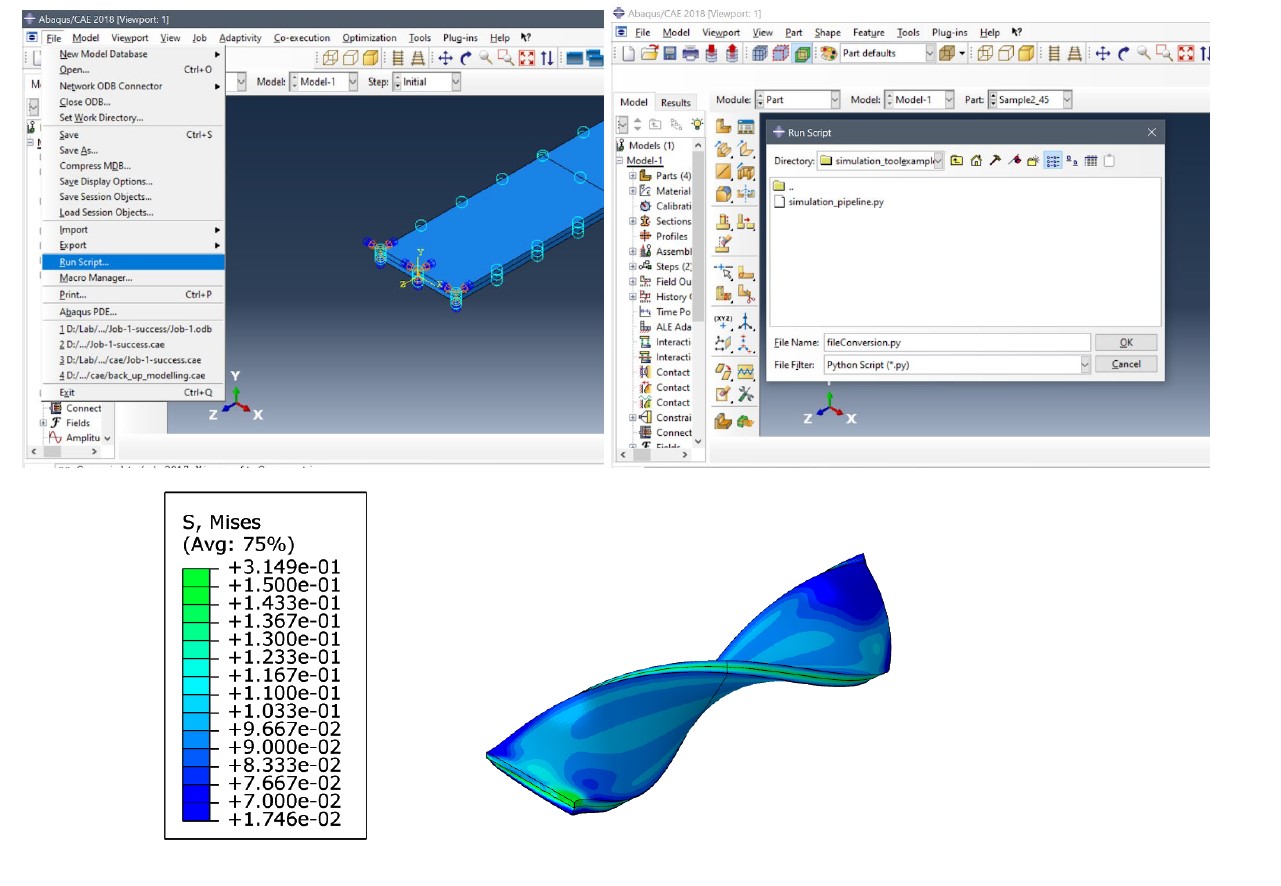 Abaqus/CAE 2018 [Viewport: 1]
File Model Viewport View Job Adaptivity Co-execution Optimization Tools Plug-ins Help
Model: Model-1 Step: Initial
New Model Database
Open... Ctrl+O
Network ODB Connector
Close ODB...
Set Work Directory...
Save Ctrl+S
Save As...
Compress MDB...
Save Display Options...
Save Session Objects...
Load Session Objects...
Import
Export
Run Script...
Macro Manager...
Print... Ctrl+P
Abaqus PDE...
1 D:/Lab/.../Job-1-success/Job-1.odb
2 D:/.../Job-1-success.cae
3 D:/Lab/.../cae/Job-1-success.cae
4 D:/.../cae/back_up_modelling.cae
Exit Ctrl+Q
Connect
Fields
Amplitu
Y
Z X
Y
Z X
Abaqus/CAE 2018 [Viewport: 1]
File Model Viewport View Part Shape Feature Tools Plug-ins Help
Part defaults
Model Results
Module: Part Model: Model-1 Part: Sample2_45
Models (1)
Model-1
Parts (4)
Material
Calibrati
Sections
Profiles
Assembl
Steps (2)
Field Ou
History
Time Po
ALE Ada
Interacti
Interacti
Contact
Contact
Contact
Constrai
Connect
Fields
(XYZ)
Run Script
Directory: simulation_toolexample
..
simulation_pipeline.py
File Name: fileConversion.py OK
File Filter: Python Script (*.py) Cancel
Z X
S, Mises
(Avg: 75%)
+3.149e-01
+1.500e-01
+1.433e-01
+1.367e-01
+1.300e-01
+1.233e-01
+1.167e-01
+1.100e-01
+1.033e-01
+9.667e-02
+9.000e-02
+8.333e-02
+7.667e-02
+7.000e-02
+1.746e-02